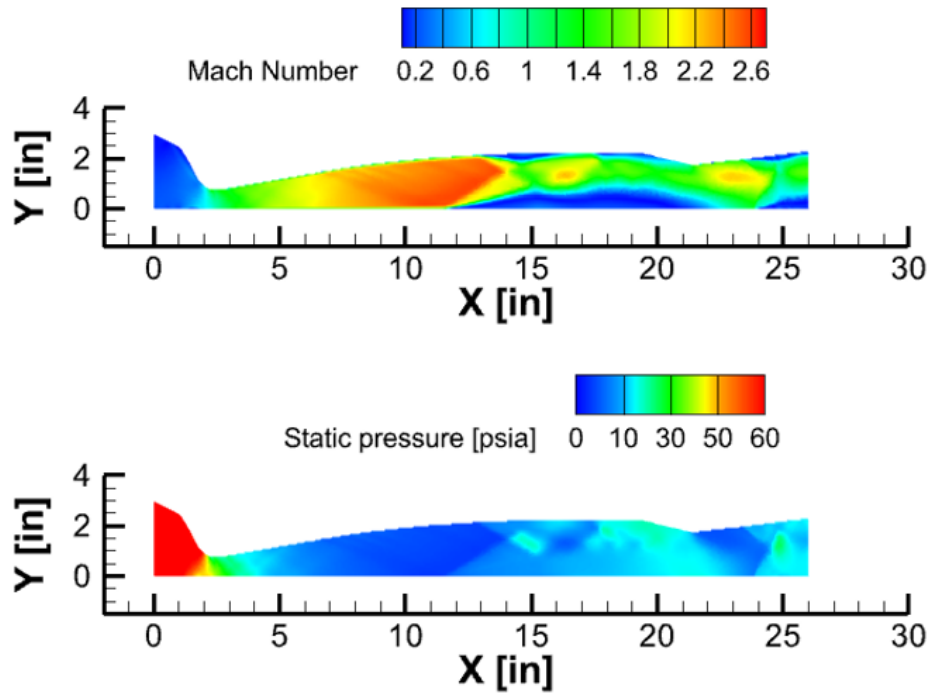 Mach Number 0.2 0.6 1 1.4 1.8 2.2 2.6
4
2
0
Y [in]
0 5 10 15 20 25 30
X [in]
Static pressure [psia] 0 10 30 50 60
4
2
0
Y [in]
0 5 10 15 20 25 30
X [in]